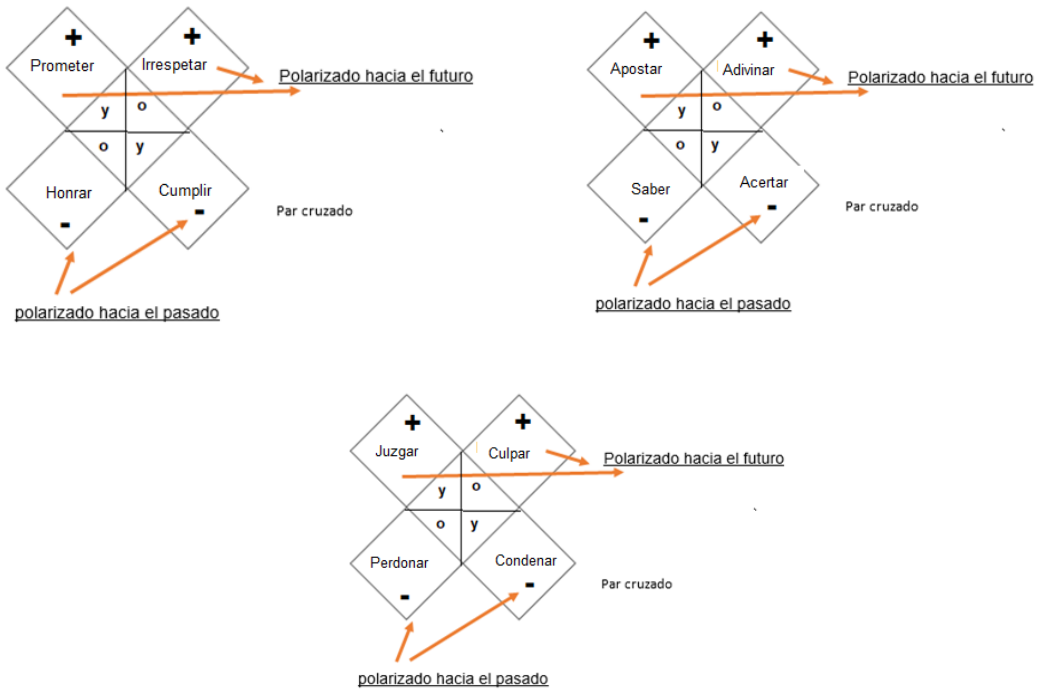 + +
Prometer Irrespetar
Polarizado hacia el futuro
y o
o y
Honrar Cumplir
- -
Par cruzado
polarizado hacia el pasado
+ +
Apostar Adivinar
Polarizado hacia el futuro
y o
o y
Saber Acertar
- -
Par cruzado
polarizado hacia el pasado
+ +
Juzgar Culpar
Polarizado hacia el futuro
y o
o y
Perdonar Condenar
- -
Par cruzado
polarizado hacia el pasado